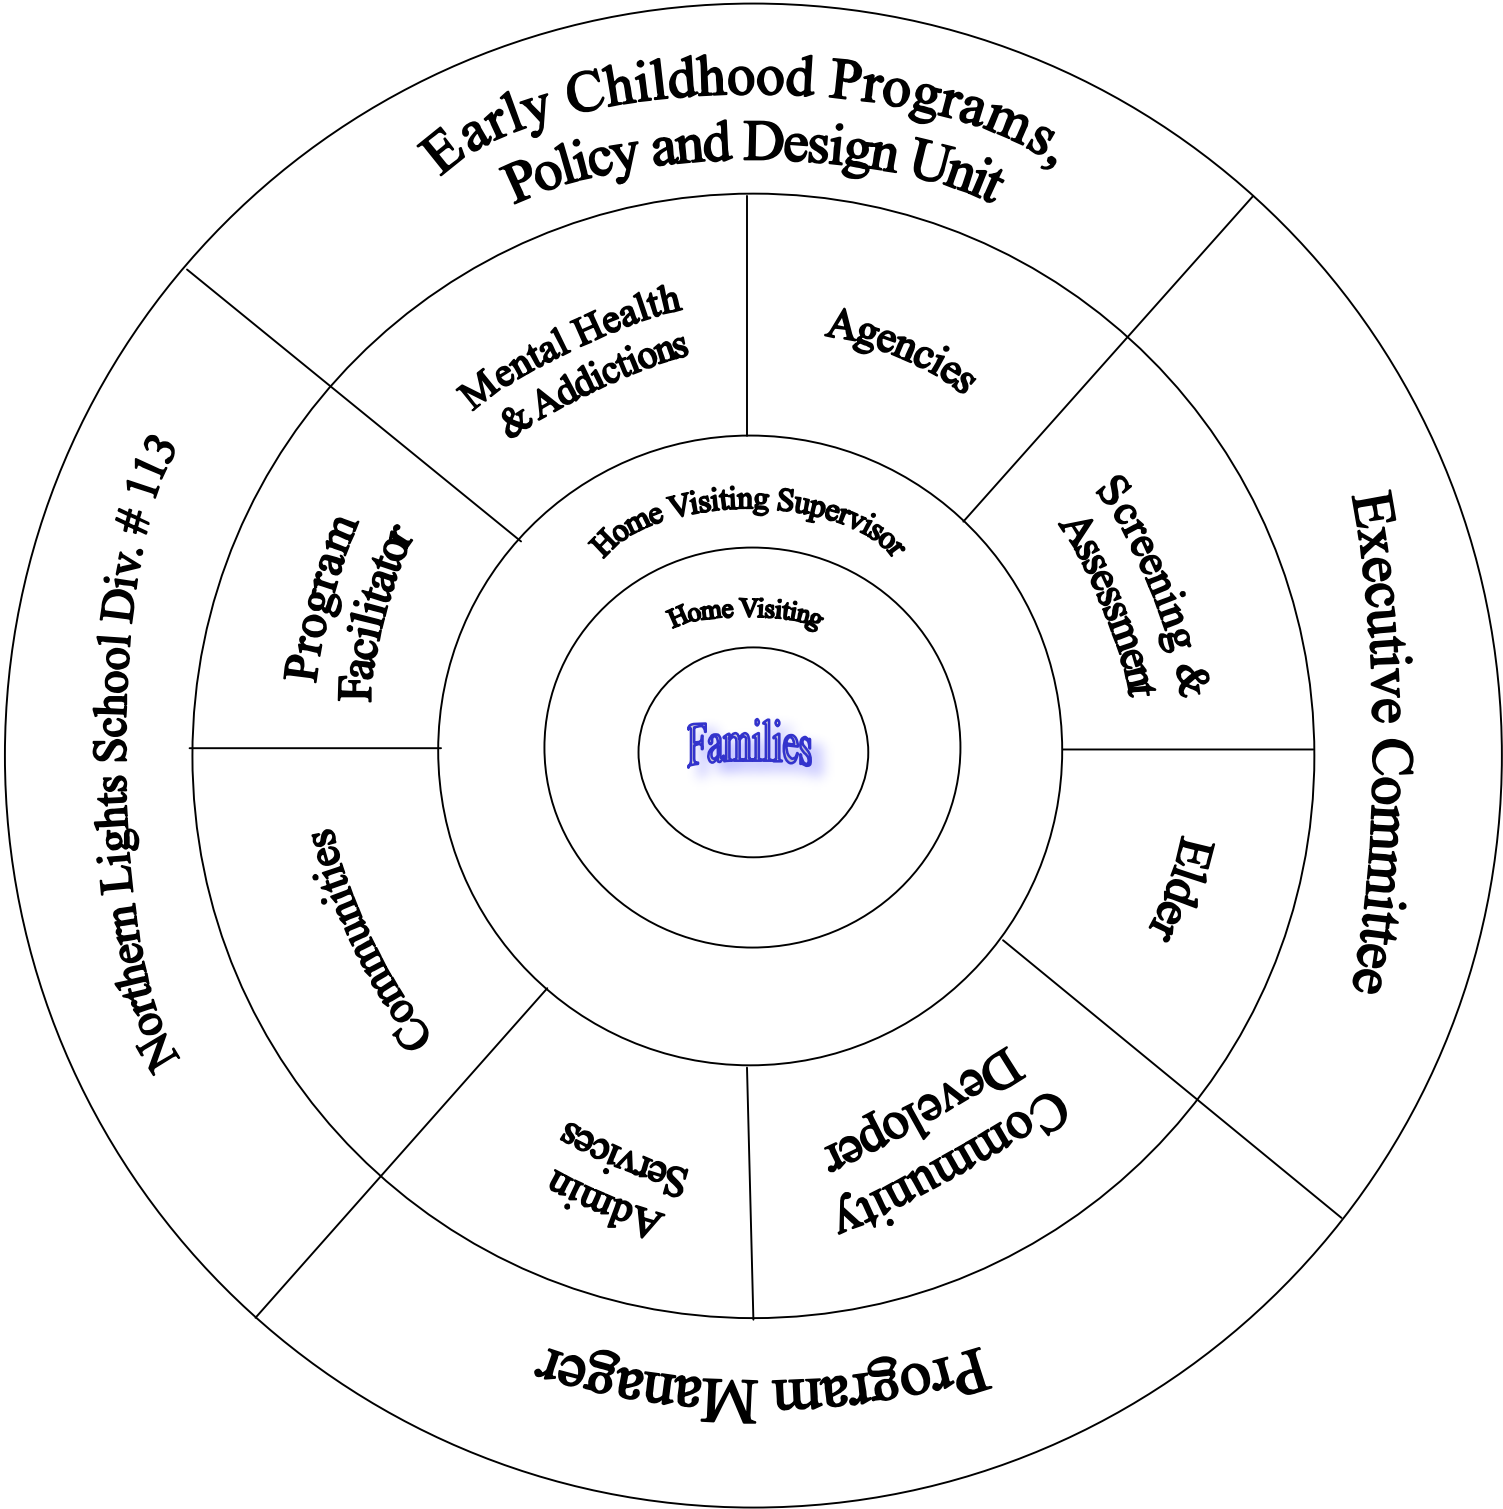 Early Childhood Programs,
Policy and Design Unit
Executive Committee
Program Manager
Northern Lights School Div. # 113
Mental Health
& Addictions
Agencies
Screening &
Assessment
Elder
Community
Developer
Admin
Services
Communities
Program
Facilitator
Home Visiting Supervisor
Home Visiting
Families